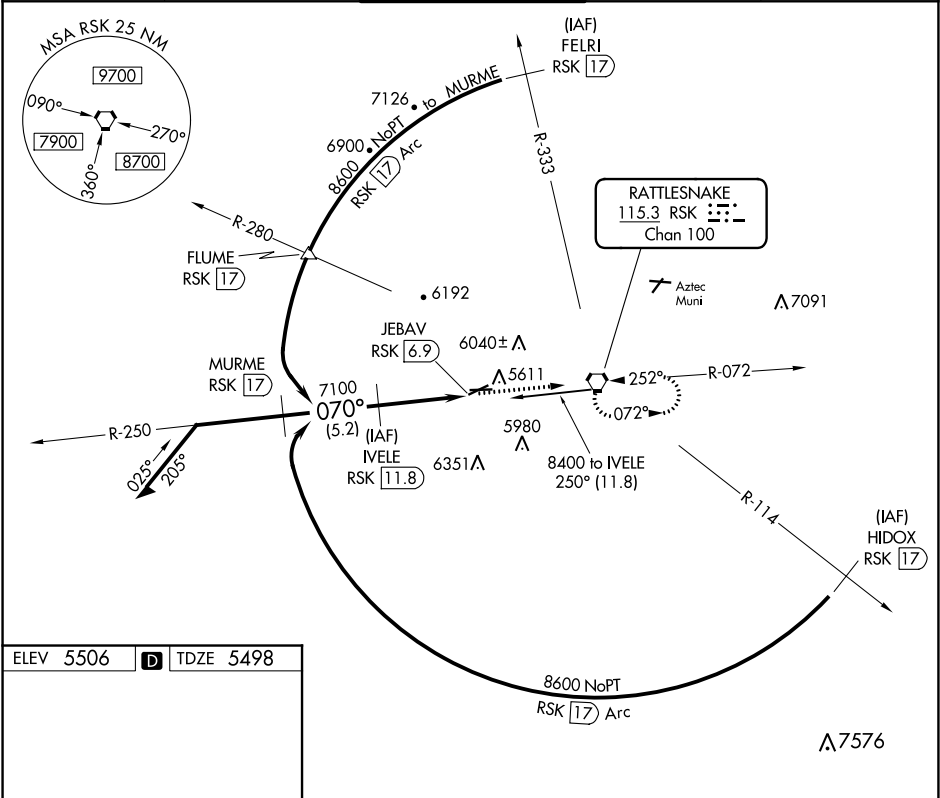 MSA RSK 25 NM
9700
090°
270°
7900
8700
360°
(IAF)
FELRI
RSK 17
7126
to MURME
6900
NoPT
8600
RSK 17 Arc
R-333
RATTLESNAKE
115.3 RSK
Chan 100
R-280
FLUME
RSK 17
6192
Aztec
Muni
7091
JEBAV
RSK 6.9
6040±
5611
MURME
RSK 17
7100
070°
(5.2)
252°
R-072
072°
R-250
(IAF)
IVELE
RSK 11.8
5980
6351
8400 to IVELE
250° (11.8)
025°
205°
R-114
(IAF)
HIDOX
RSK 17
ELEV 5506 D TDZE 5498
8600 NoPT
RSK 17 Arc
7576